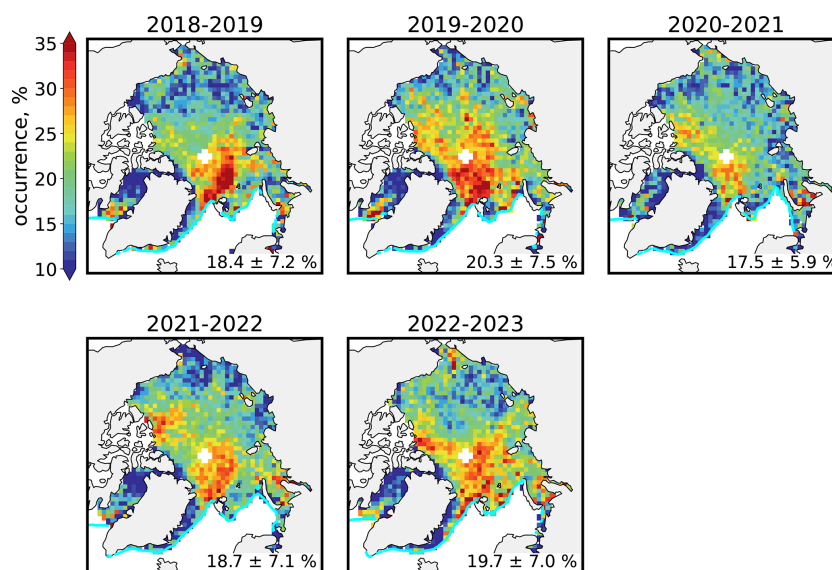 2018-2019
2019-2020
2020-2021
occurrence, %
35
30
25
20
15
10
18.4 ± 7.2 %
20.3 ± 7.5 %
17.5 ± 5.9 %
2021-2022
2022-2023
18.7 ± 7.1 %
19.7 ± 7.0 %